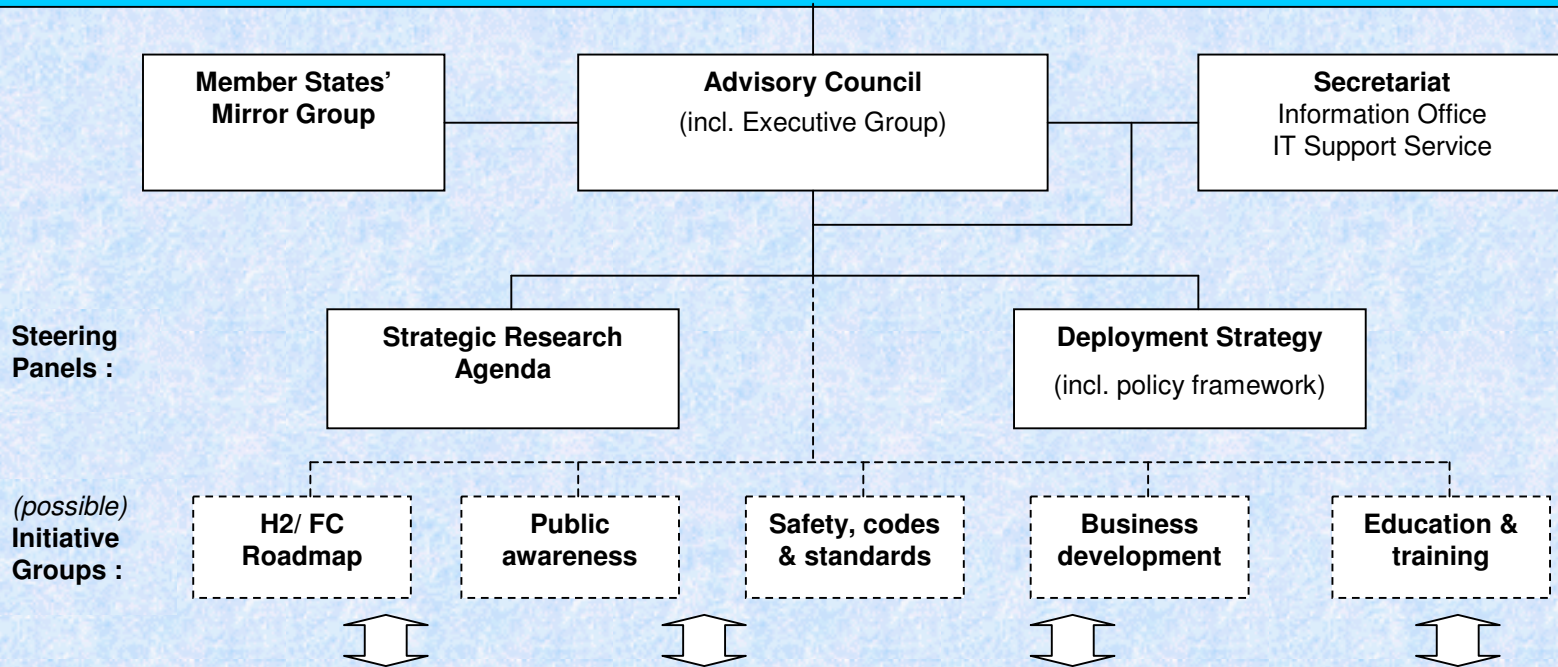 Member States’
Mirror Group
Advisory Council
(incl. Executive Group)
Secretariat
Information Office
IT Support Service
Steering
Panels :
Strategic Research
Agenda
Deployment Strategy
(incl. policy framework)
(possible)
Initiative
Groups :
H2/ FC
Roadmap
Public
awareness
Safety, codes
& standards
Business
development
Education &
training